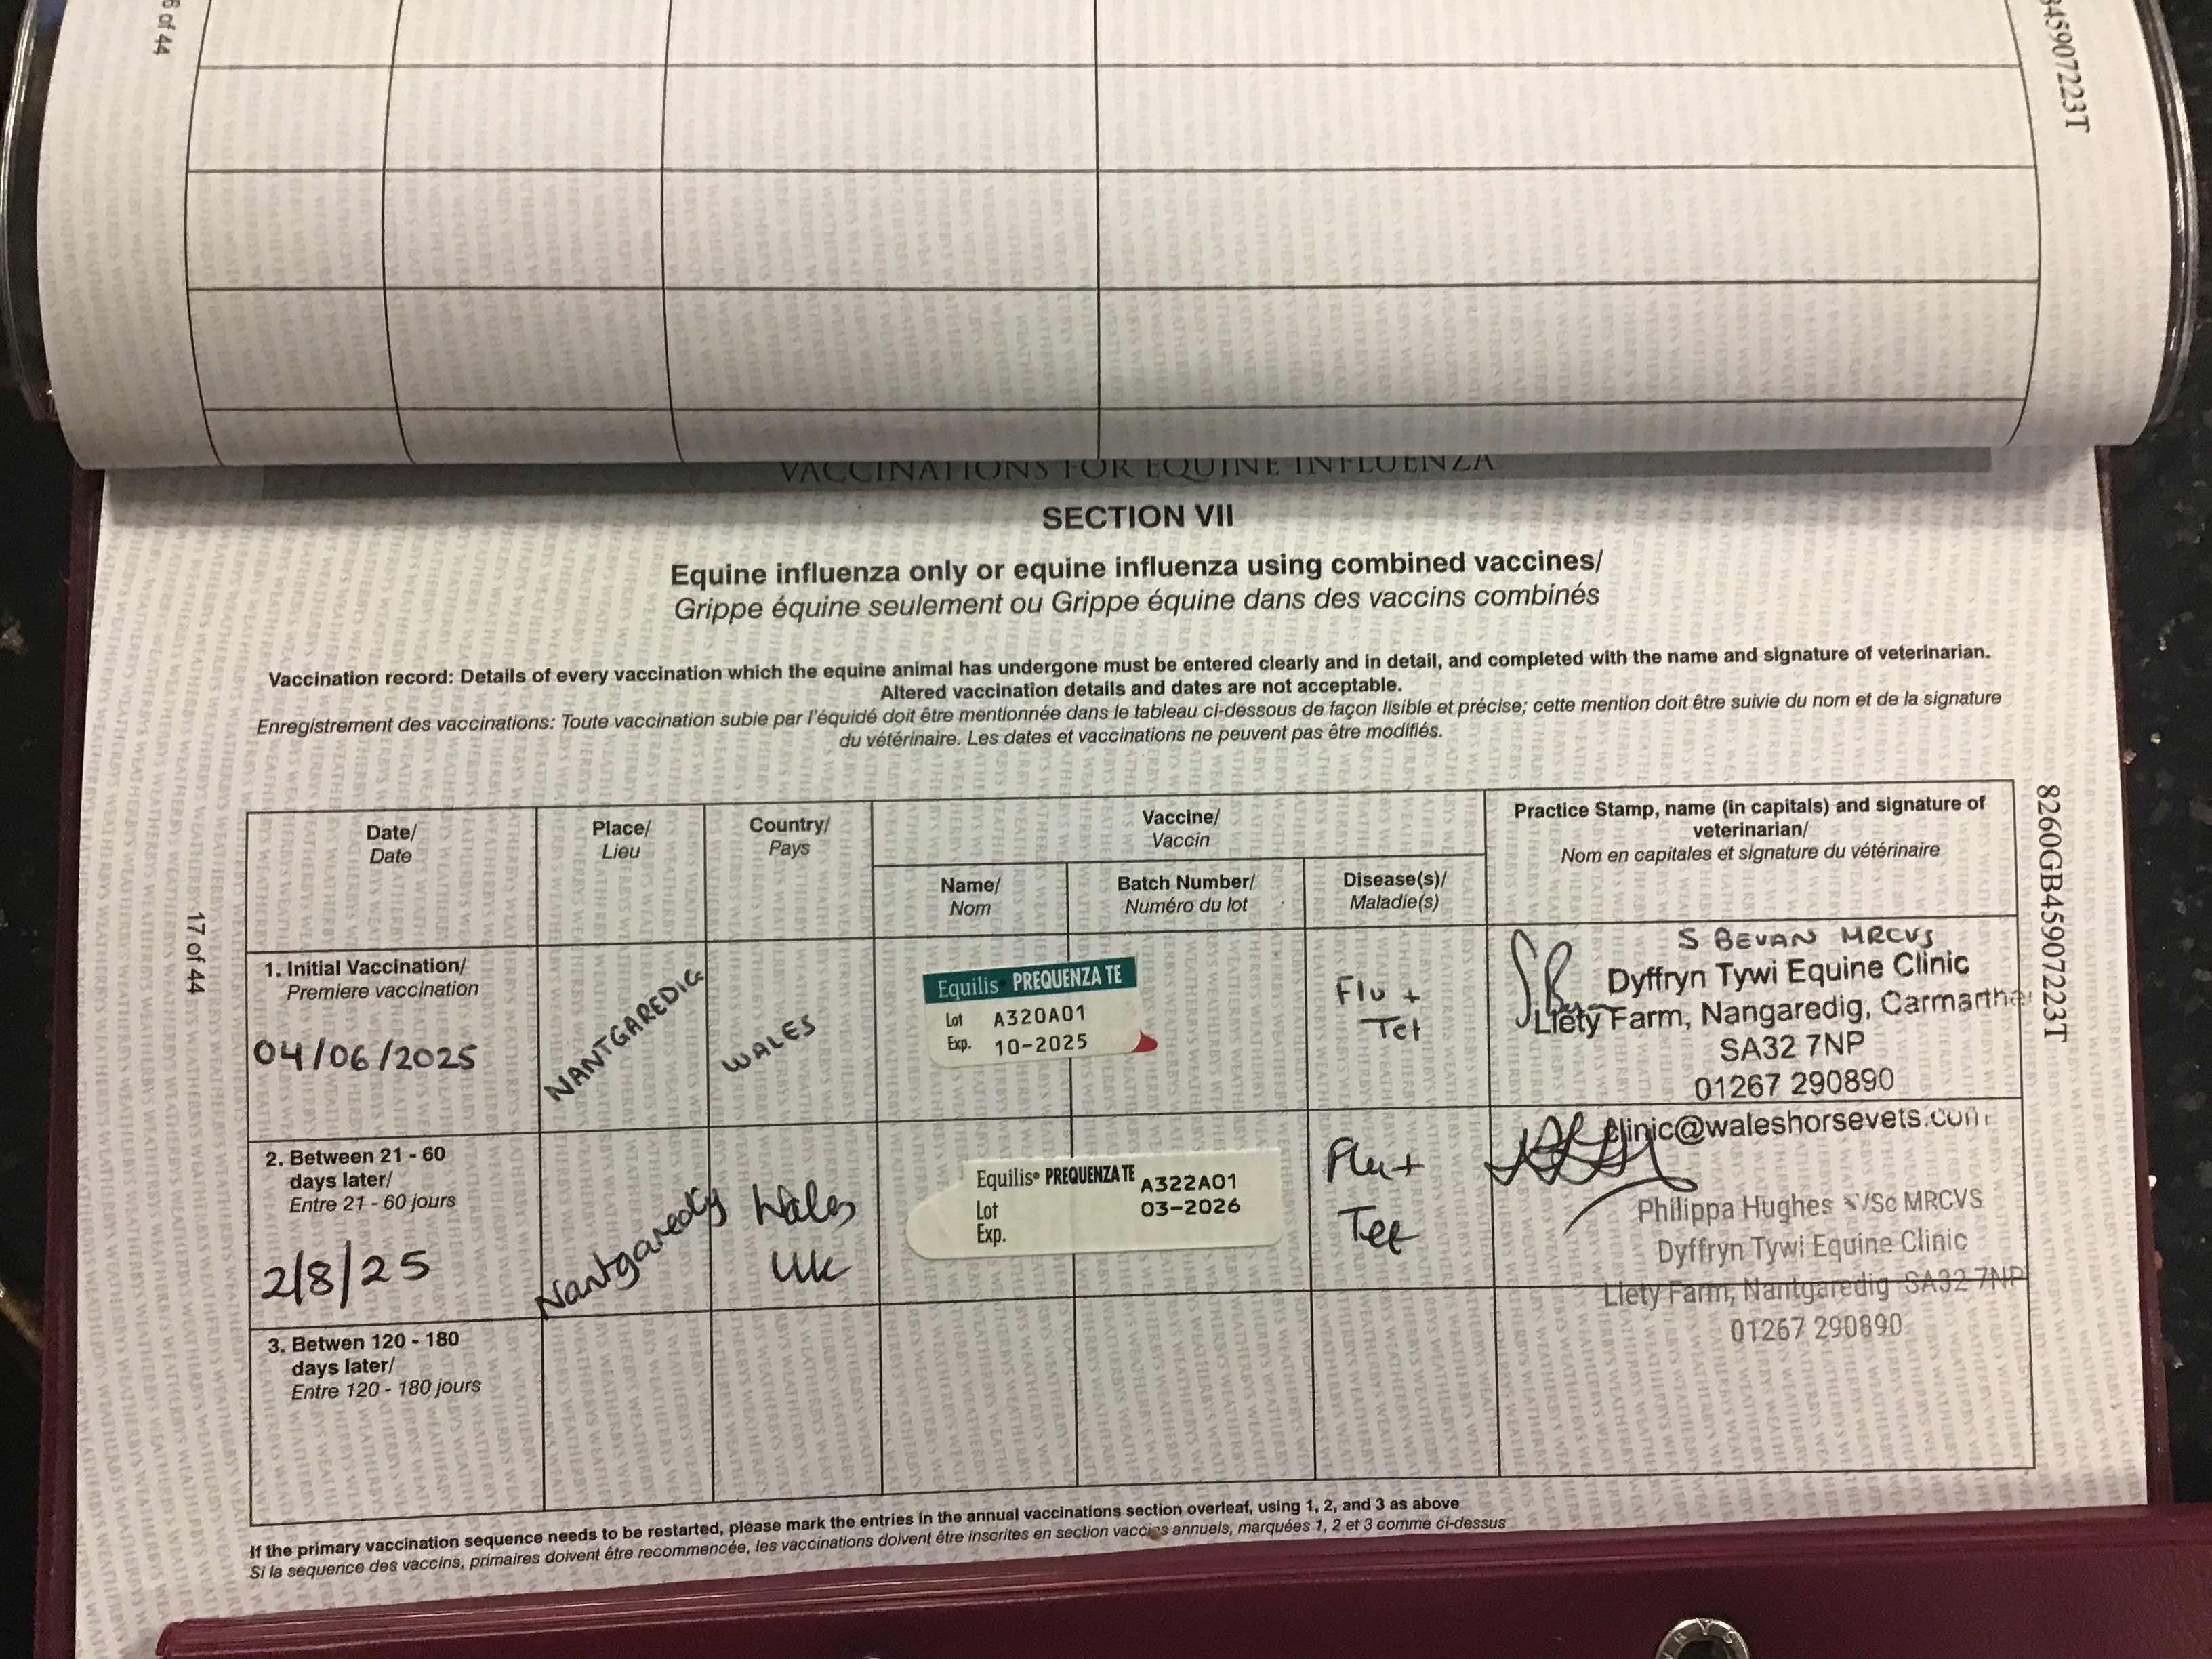 6 of 44
45907223T
VACCINATIONS FOR EQUINE INFLUENZA
SECTION VII
Equine influenza only or equine influenza using combined vaccines/
Grippe équine seulement ou Grippe équine dans des vaccins combinés
Vaccination record: Details of every vaccination which the equine animal has undergone must be entered clearly and in detail, and completed with the name and signature of veterinarian.
Altered vaccination details and dates are not acceptable.
Enregistrement des vaccinations: Toute vaccination subie par l'équidé doit être mentionnée dans le tableau ci-dessous de façon lisible et précise; cette mention doit être suivie du nom et de la signature
du vétérinaire. Les dates et vaccinations ne peuvent pas être modifiés.
Date/
Date
Place/
Lieu
Country/
Pays
Vaccine/
Vaccin
Name/
Nom
Batch Number/
Numéro du lot
Disease(s)/
Maladie(s)
Practice Stamp, name (in capitals) and signature of
veterinarian/
Nom en capitales et signature du vétérinaire
1. Initial Vaccination/
Premiere vaccination
04/06/2025
NANTGAREDIG
WALES
Equilis PREQUENZA TE
Lot A320A01
Exp. 10-2025
Flu +
Tet
S BEVAN MRCVS
Dyffryn Tywi Equine Clinic
Llety Farm, Nangaredig, Carmarthe
SA32 7NP
01267 290890
clinic@waleshorsevets.com
2. Between 21 - 60
days later/
Entre 21 - 60 jours
2/8/25
Nantgaredig
Wales
UK
Equilis® PREQUENZA TE A322A01
Lot 03-2026
Exp.
Flu +
Tet
Philippa Hughes MRCVS
Dyffryn Tywi Equine Clinic
Llety Farm, Nantgaredig SA32 7NP
01267 290890
3. Betwen 120 - 180
days later/
Entre 120 - 180 jours
If the primary vaccination sequence needs to be restarted, please mark the entries in the annual vaccinations section overleaf, using 1, 2, and 3 as above
Si la sequence des vaccins, primaires doivent être recommencée, les vaccinations doivent être inscrites en section vaccins annuels, marquées 1, 2 et 3 comme ci-dessus
17 of 44
8260GB45907223T